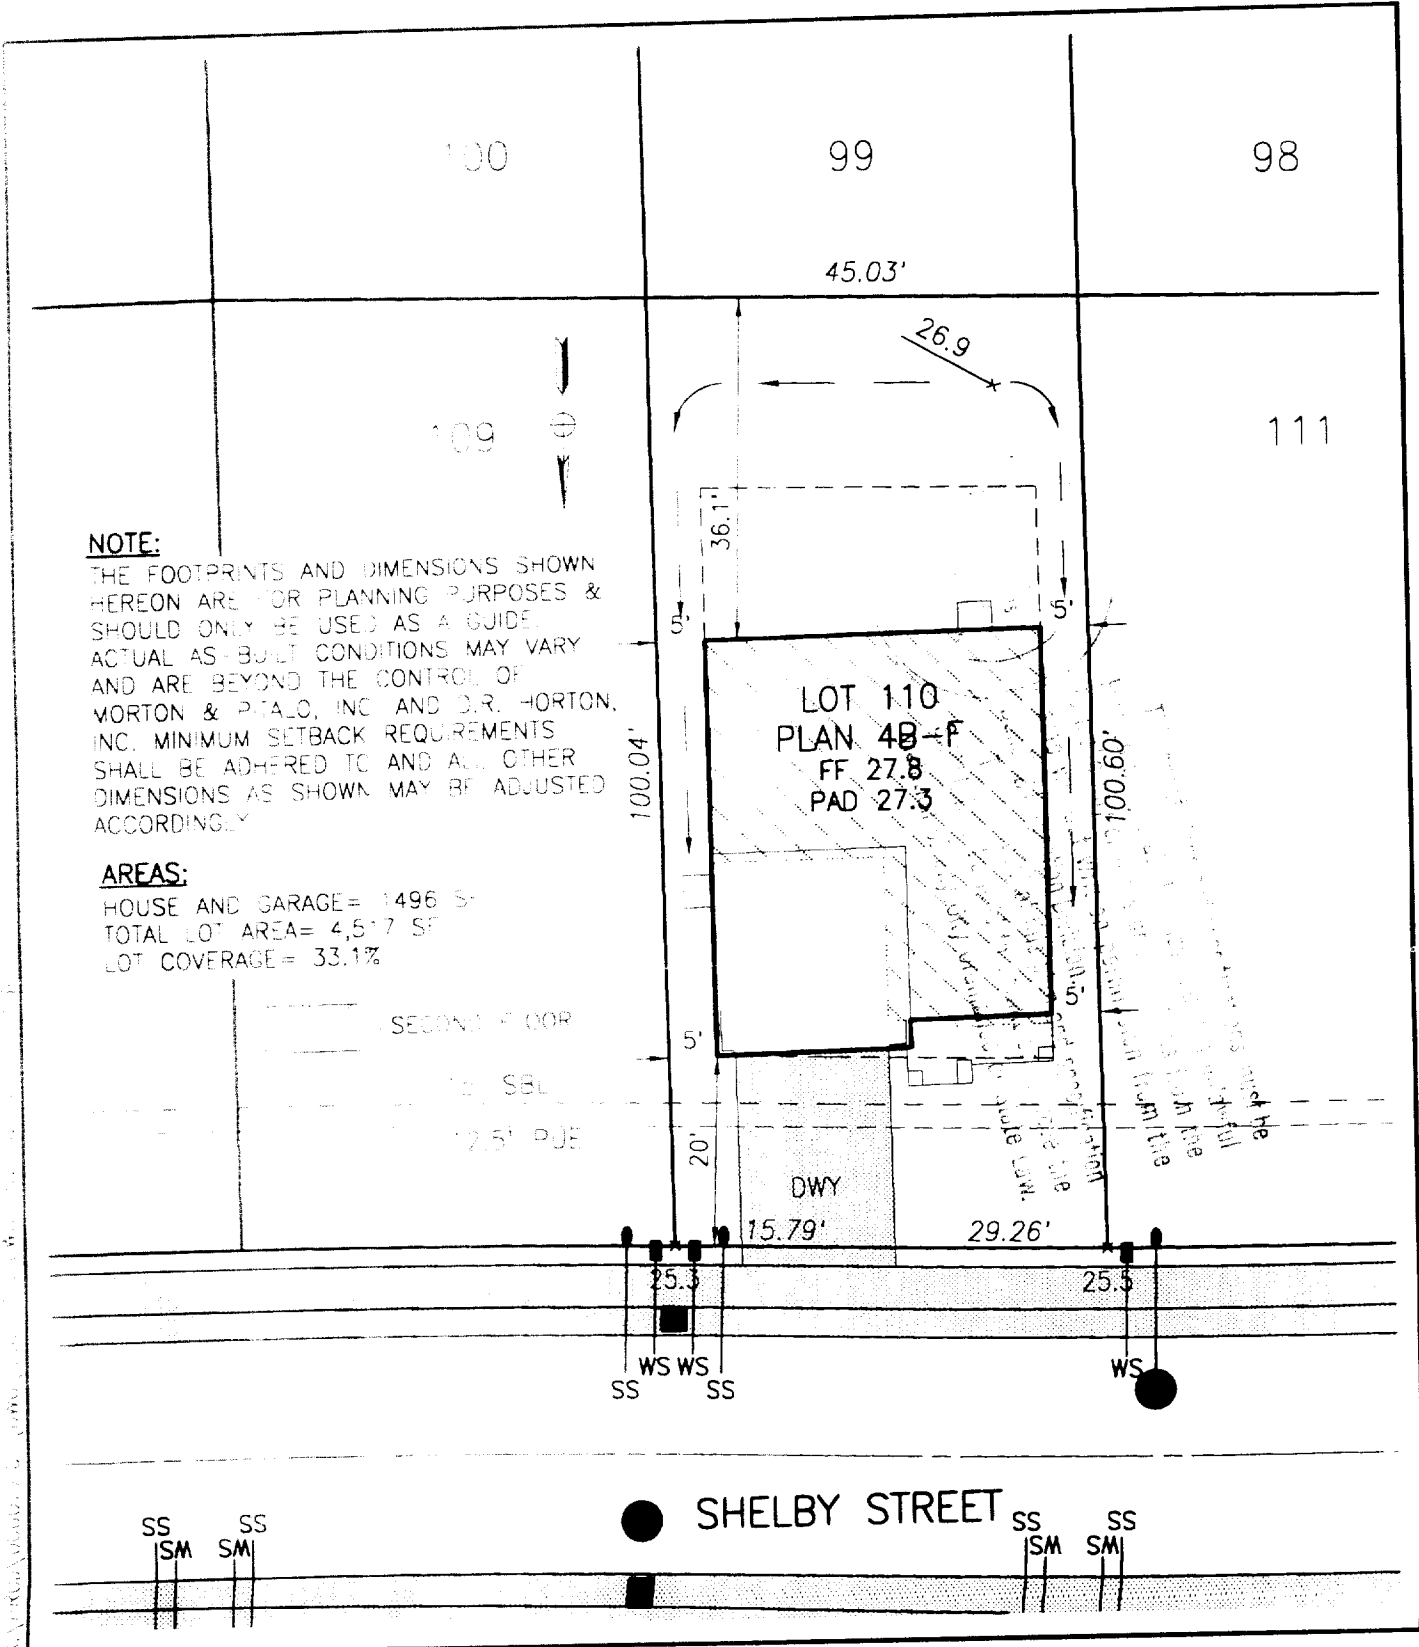 100
99
98
45.03'
26.9
109
111
36.1'
NOTE:
THE FOOTPRINTS AND DIMENSIONS SHOWN
HEREON ARE FOR PLANNING PURPOSES &
SHOULD ONLY BE USED AS A GUIDE.
ACTUAL AS-BUILT CONDITIONS MAY VARY
AND ARE BEYOND THE CONTROL OF
MORTON & PITALO, INC AND D.R. HORTON,
INC. MINIMUM SETBACK REQUIREMENTS
SHALL BE ADHERED TO AND ALL OTHER
DIMENSIONS AS SHOWN MAY BE ADJUSTED
ACCORDINGLY
5'
5'
LOT 110
PLAN 4B-F
FF 27.8
PAD 27.3
100.04'
100.60'
AREAS:
HOUSE AND GARAGE= 1496 SF
TOTAL LOT AREA= 4,517 SF
LOT COVERAGE= 33.1%
SECOND FLOOR
5'
5'
SBL
12.5' PUE
20'
DWY
15.79'
29.26'
25.3
25.5
WS WS
WS
SS
SS
SHELBY STREET
SS
SS
SM
SM
SS
SS
SM
SM